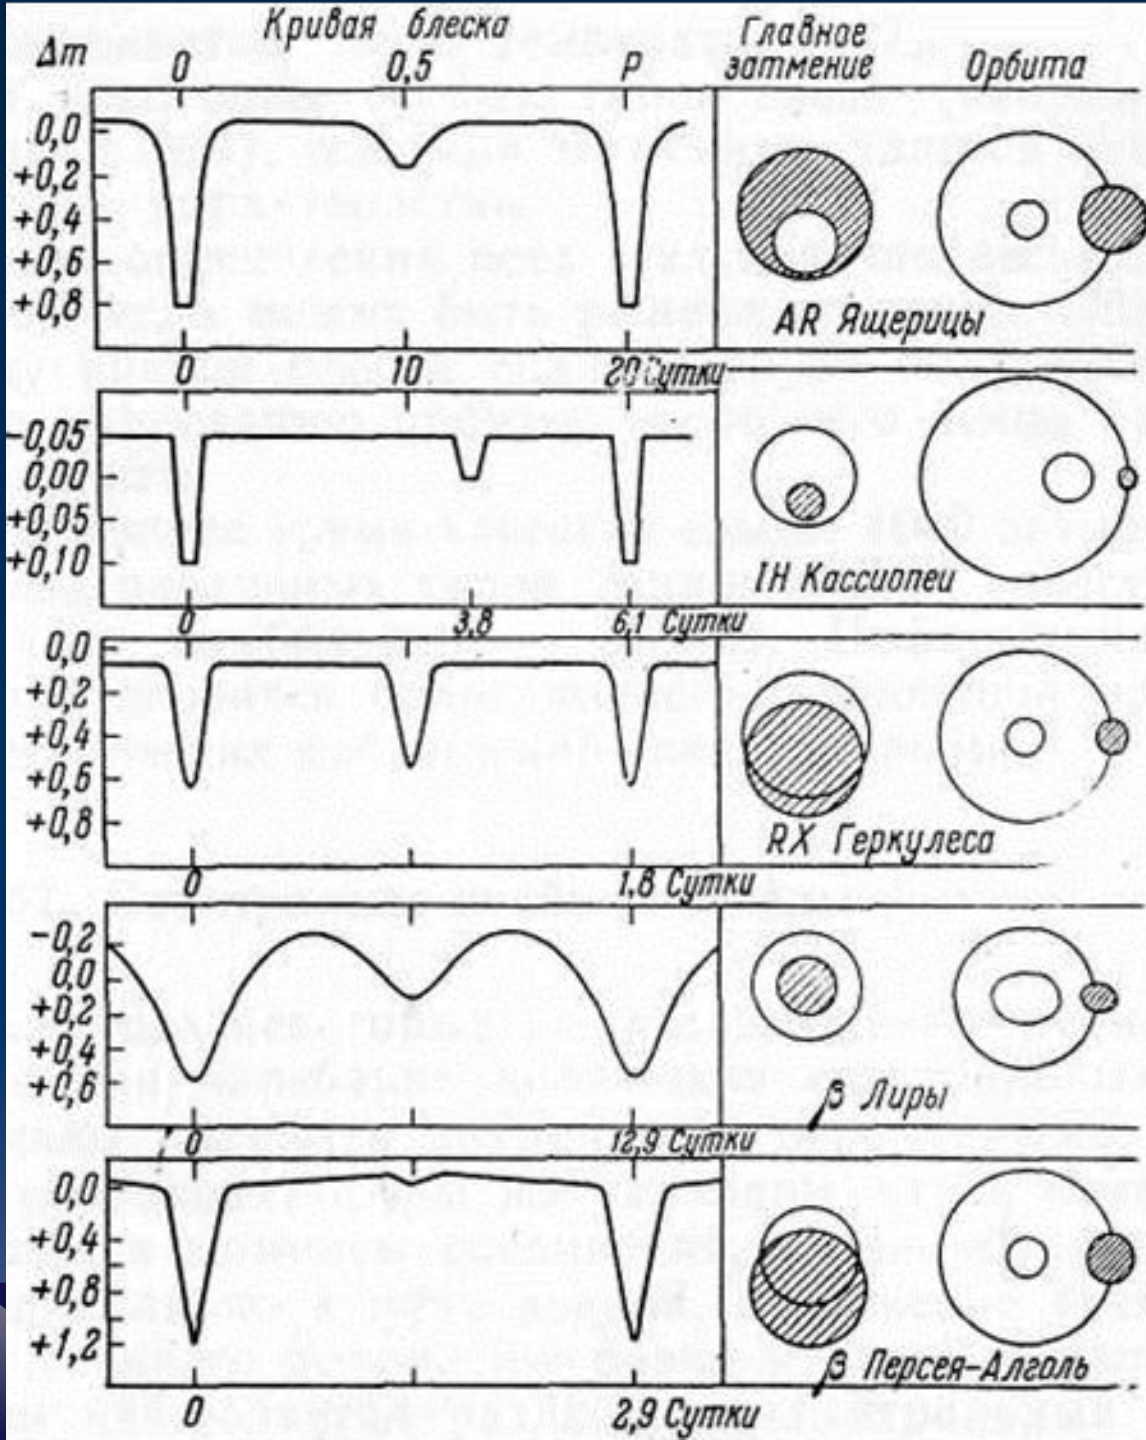 Кривая блеска
Δm 0 0,5 P
Главное
затмение
Орбита
0,0
+0,2
+0,4
+0,6
+0,8
AR Ящерицы
0 10 20 Сутки
-0,05
0,00
+0,05
+0,10
IH Кассиопеи
0 3,8 6,1 Сутки
0,0
+0,2
+0,4
+0,6
+0,8
RX Геркулеса
0 1,8 Сутки
-0,2
0,0
+0,2
+0,4
+0,6
β Лиры
0 12,9 Сутки
0,0
+0,4
+0,8
+1,2
β Персея-Алголь
0 2,9 Сутки